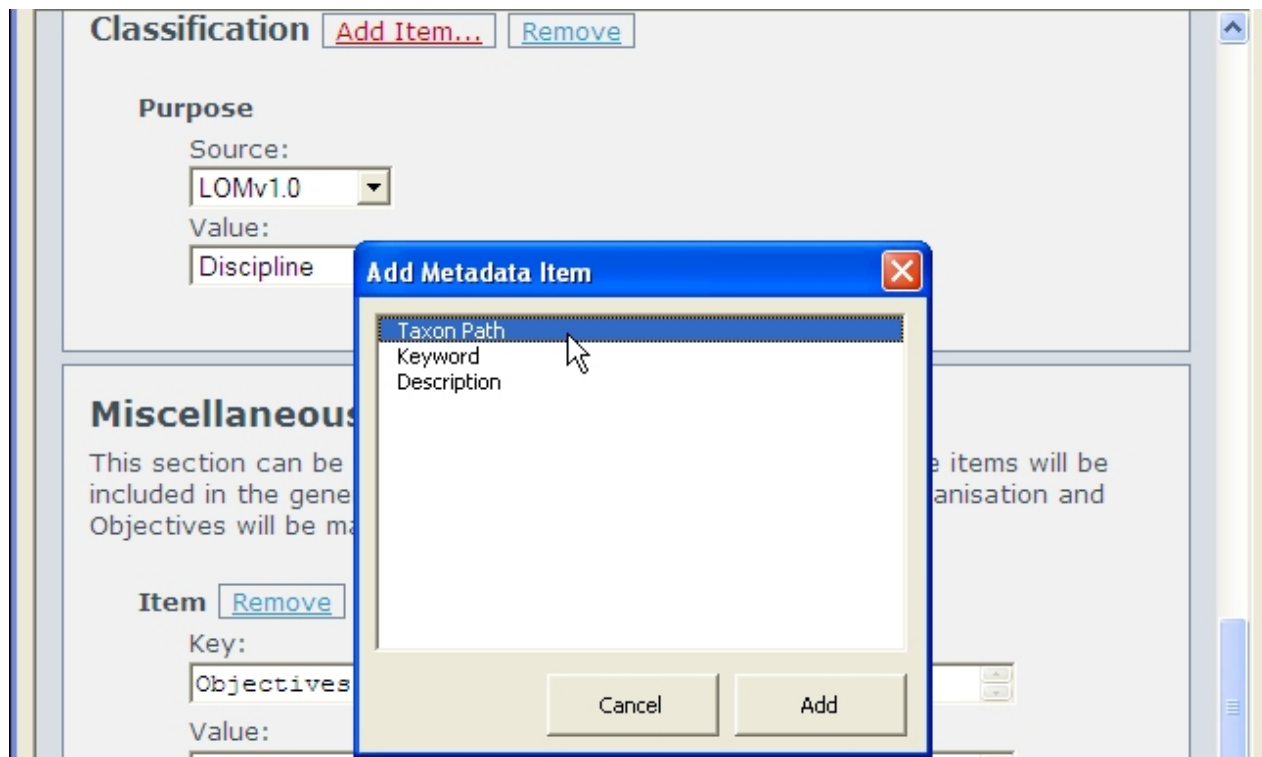 Classification Add Item... Remove
Purpose
Source:
LOMv1.0
Value:
Discipline
Add Metadata Item
Taxon Path
Keyword
Description
Cancel Add
Miscellaneous
This section can be e items will be
included in the gene anisation and
Objectives will be ma
Item Remove
Key:
Objectives
Value: